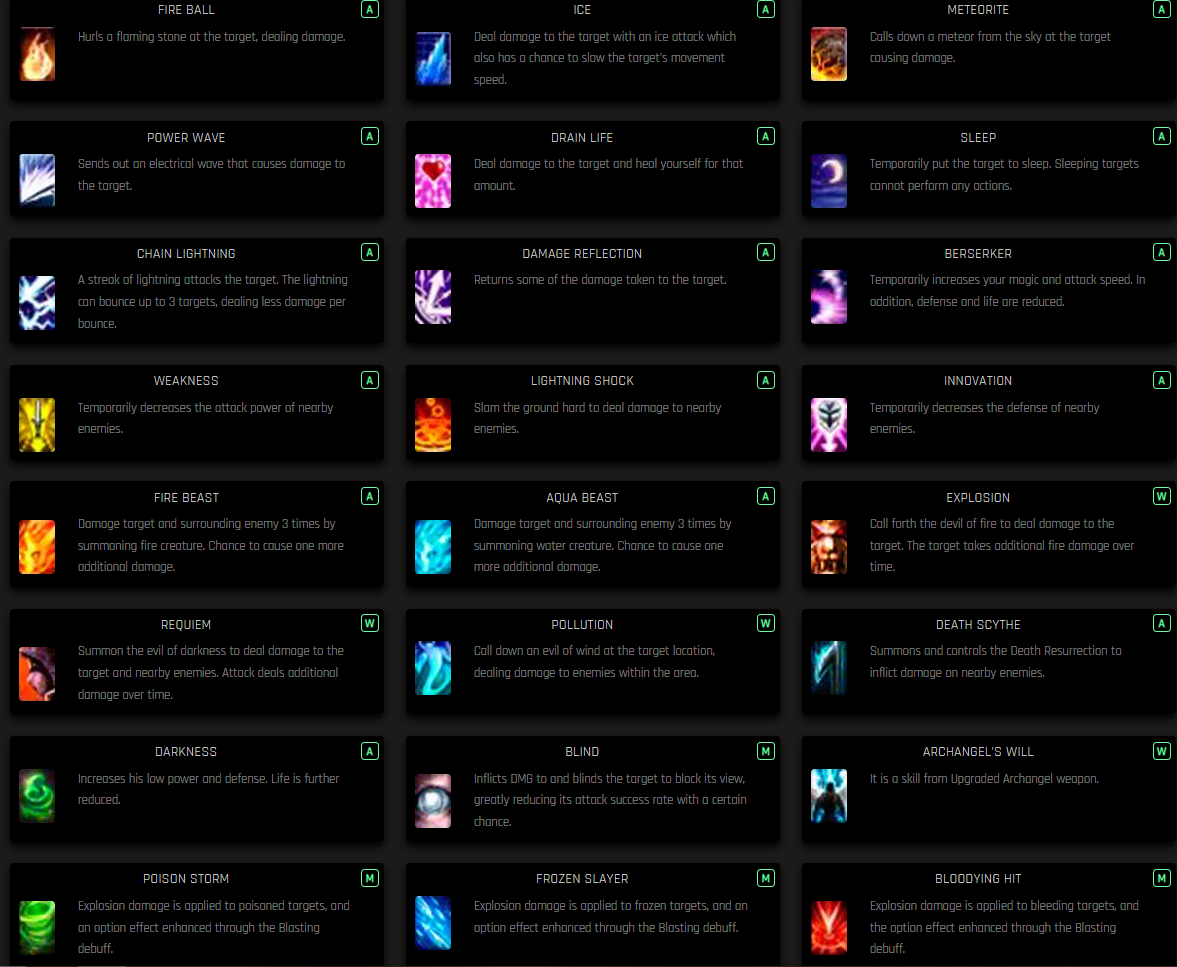 FIRE BALL
A
Hurls a flaming stone at the target, dealing damage.
ICE
A
Deal damage to the target with an ice attack which
also has a chance to slow the target's movement
speed.
METEORITE
A
Calls down a meteor from the sky at the target
causing damage.
POWER WAVE
A
Sends out an electrical wave that causes damage to
the target.
DRAIN LIFE
A
Deal damage to the target and heal yourself for that
amount.
SLEEP
A
Temporarily put the target to sleep. Sleeping targets
cannot perform any actions.
CHAIN LIGHTNING
A
A streak of lightning attacks the target. The lightning
can bounce up to 3 targets, dealing less damage per
bounce.
DAMAGE REFLECTION
A
Returns some of the damage taken to the target.
BERSERKER
A
Temporarily increases your magic and attack speed. In
addition, defense and life are reduced.
WEAKNESS
A
Temporarily decreases the attack power of nearby
enemies.
LIGHTNING SHOCK
A
Slam the ground hard to deal damage to nearby
enemies.
INNOVATION
A
Temporarily decreases the defense of nearby
enemies.
FIRE BEAST
A
Damage target and surrounding enemy 3 times by
summoning fire creature. Chance to cause one more
additional damage.
AQUA BEAST
A
Damage target and surrounding enemy 3 times by
summoning water creature. Chance to cause one
more additional damage.
EXPLOSION
W
Call forth the devil of fire to deal damage to the
target. The target takes additional fire damage over
time.
REQUIEM
W
Summon the evil of darkness to deal damage to the
target and nearby enemies. Attack deals additional
damage over time.
POLLUTION
W
Call down an evil of wind at the target location,
dealing damage to enemies within the area.
DEATH SCYTHE
A
Summons and controls the Death Resurrection to
inflict damage on nearby enemies.
DARKNESS
A
Increases his low power and defense. Life is further
reduced.
BLIND
M
Inflicts DMG to and blinds the target to block its view,
greatly reducing its attack success rate with a certain
chance.
ARCHANGEL'S WILL
W
It is a skill from Upgraded Archangel weapon.
POISON STORM
M
Explosion damage is applied to poisoned targets, and
an option effect enhanced through the Blasting
debuff.
FROZEN SLAYER
M
Explosion damage is applied to frozen targets, and an
option effect enhanced through the Blasting debuff.
BLOODYING HIT
M
Explosion damage is applied to bleeding targets, and
the option effect enhanced through the Blasting
debuff.